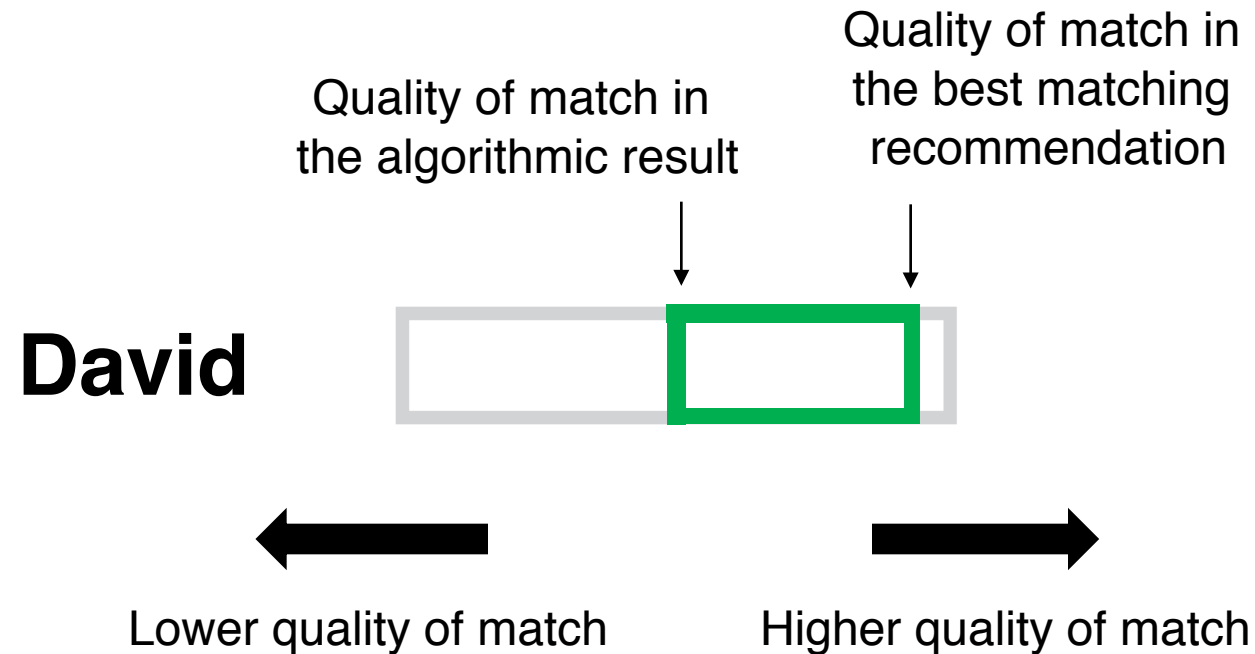 Quality of match in
the algorithmic result
Quality of match in
the best matching
recommendation
David
Lower quality of match
Higher quality of match